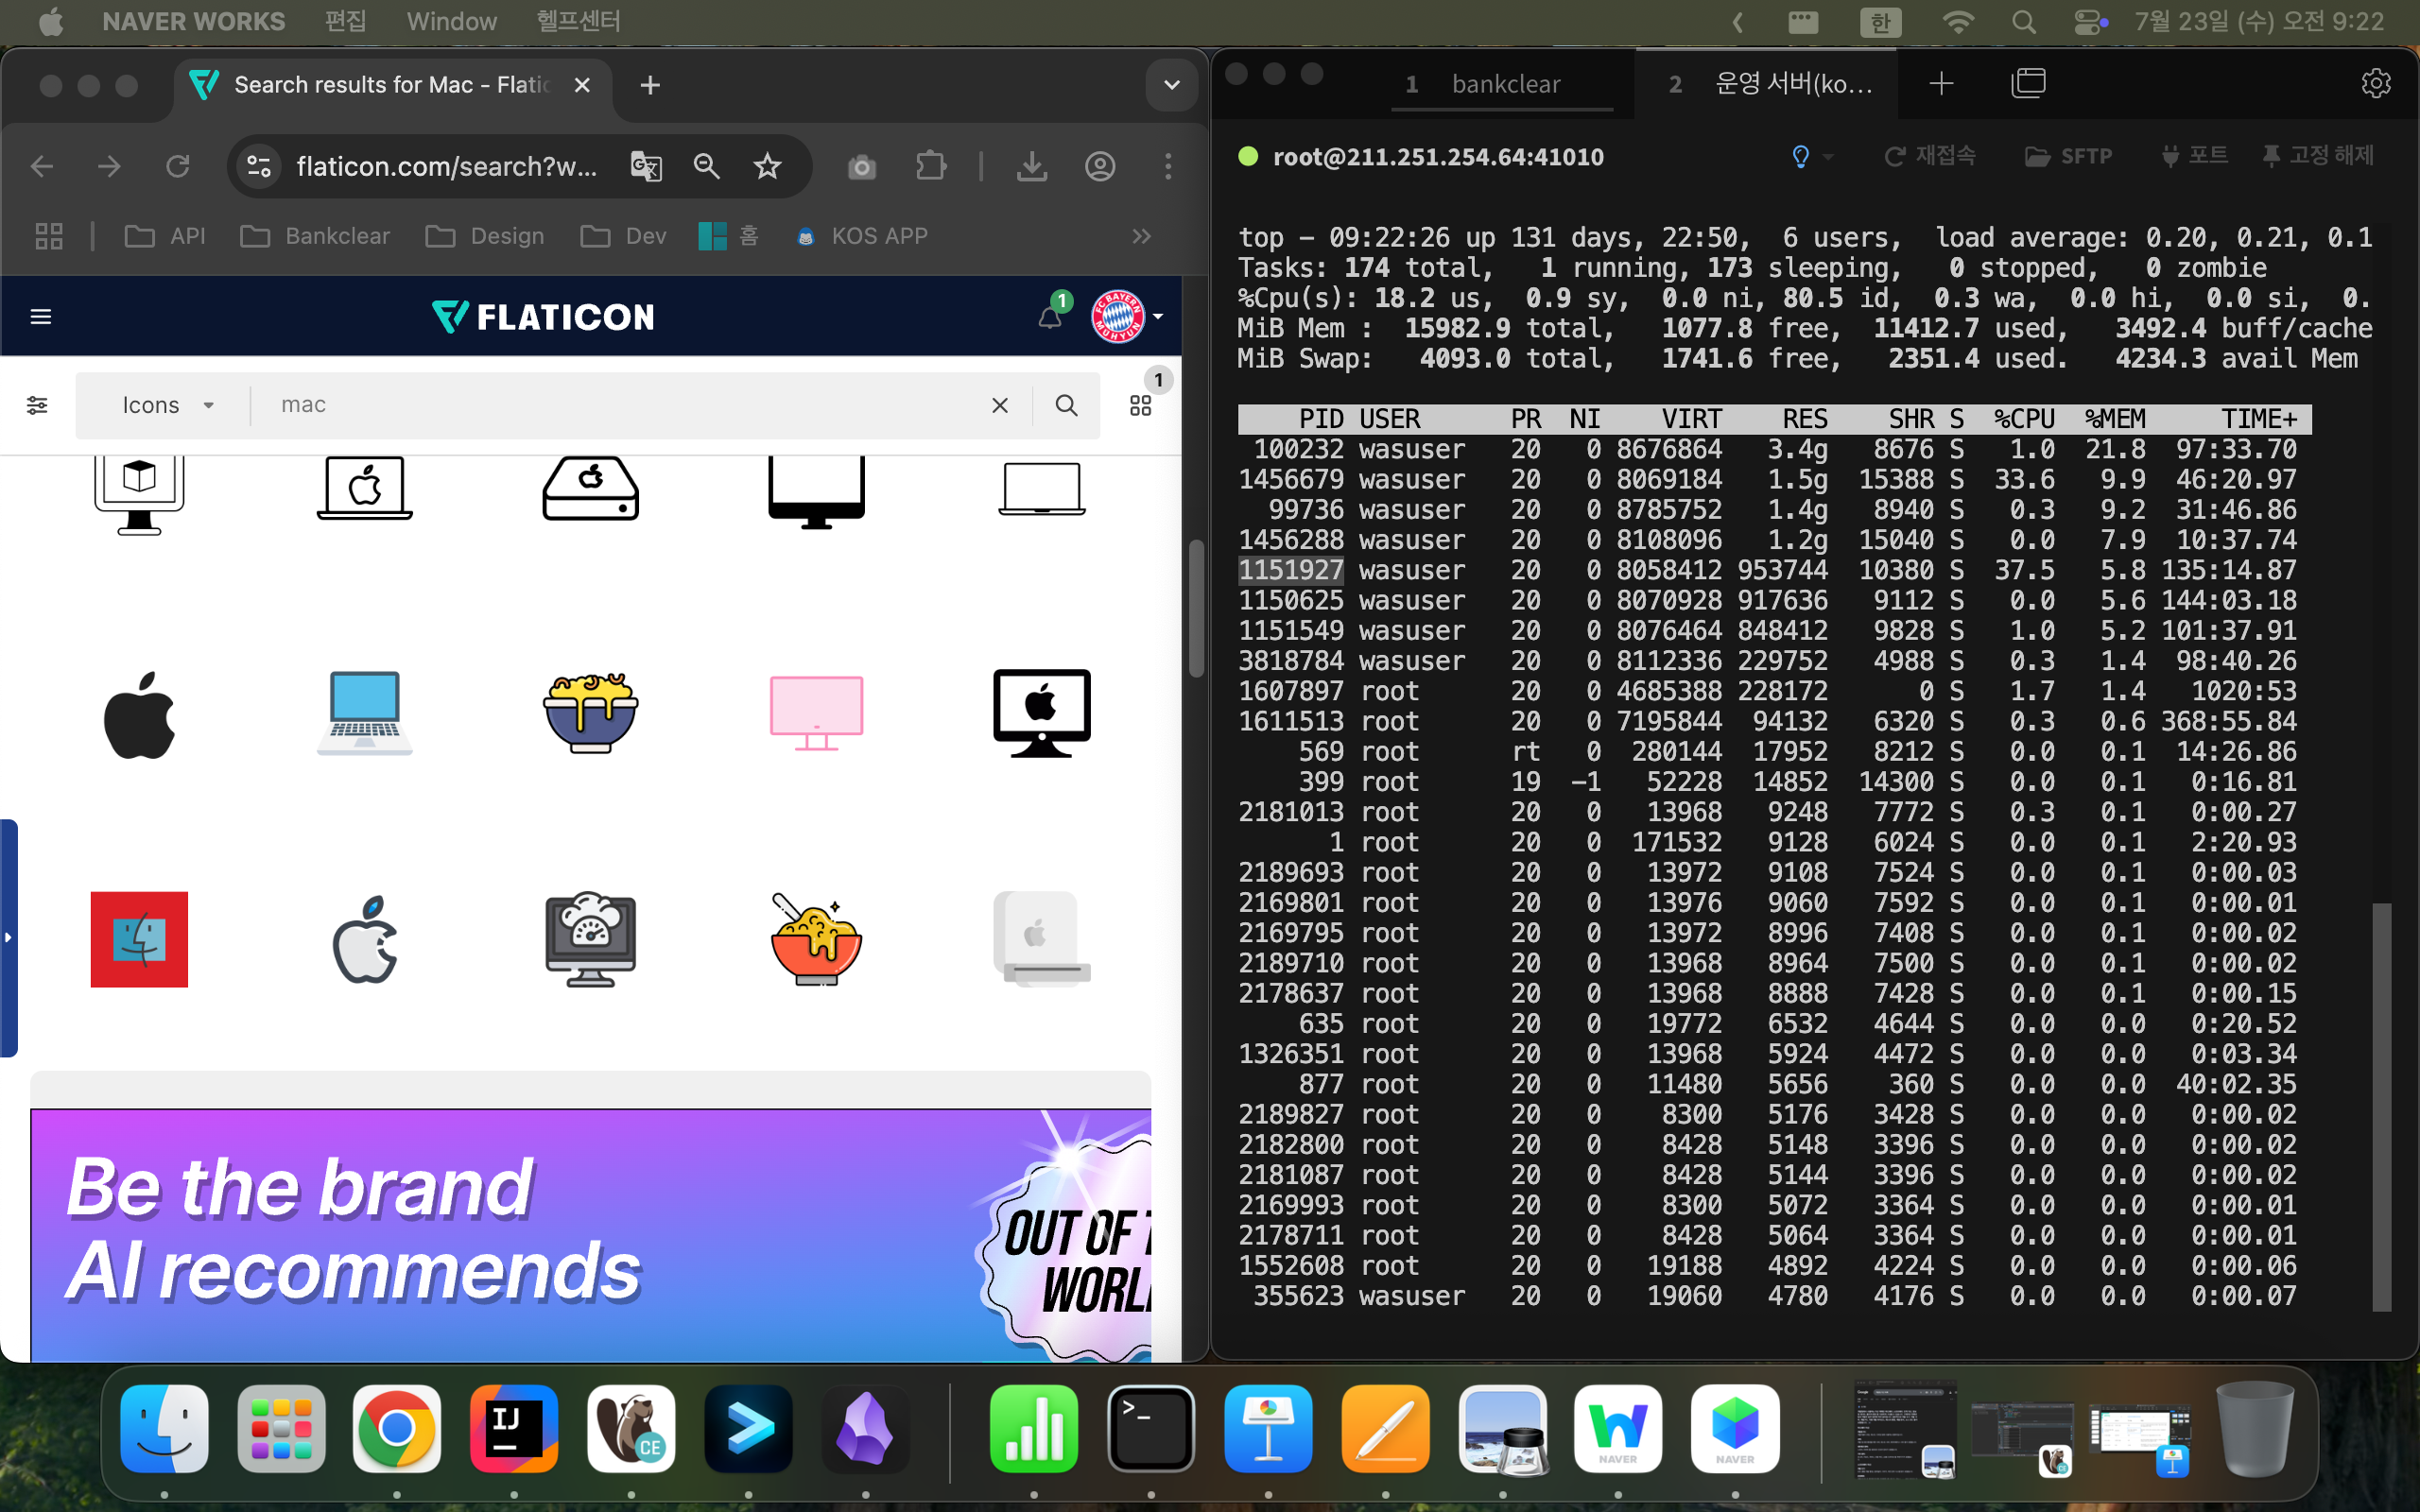 NAVER WORKS 편집 Window 헬프센터
한 7월 23일 (수) 오전 9:22
Search results for Mac - Flatic
flaticon.com/search?w...
API Bankclear Design Dev 홈 KOS APP
FLATICON
1
Icons mac
1
Be the brand
AI recommends
OUT OF
1 bankclear 2 운영 서버(ko...
root@211.251.254.64:41010 재접속 SFTP 포트 고정 해제
top - 09:22:26 up 131 days, 22:50, 6 users, load average: 0.20, 0.21, 0.1
Tasks: 174 total, 1 running, 173 sleeping, 0 stopped, 0 zombie
%Cpu(s): 18.2 us, 0.9 sy, 0.0 ni, 80.5 id, 0.3 wa, 0.0 hi, 0.0 si, 0.
MiB Mem : 15982.9 total, 1077.8 free, 11412.7 used, 3492.4 buff/cache
MiB Swap: 4093.0 total, 1741.6 free, 2351.4 used. 4234.3 avail Mem
PID USER PR NI VIRT RES SHR S %CPU %MEM TIME+
100232 wasuser 20 0 8676864 3.4g 8676 S 1.0 21.8 97:33.70
1456679 wasuser 20 0 8069184 1.5g 15388 S 33.6 9.9 46:20.97
99736 wasuser 20 0 8785752 1.4g 8940 S 0.3 9.2 31:46.86
1456288 wasuser 20 0 8108096 1.2g 15040 S 0.0 7.9 10:37.74
1151927 wasuser 20 0 8058412 953744 10380 S 37.5 5.8 135:14.87
1150625 wasuser 20 0 8070928 917636 9112 S 0.0 5.6 144:03.18
1151549 wasuser 20 0 8076464 848412 9828 S 1.0 5.2 101:37.91
3818784 wasuser 20 0 8112336 229752 4988 S 0.3 1.4 98:40.26
1607897 root 20 0 4685388 228172 0 S 1.7 1.4 1020:53
1611513 root 20 0 7195844 94132 6320 S 0.3 0.6 368:55.84
569 root rt 0 280144 17952 8212 S 0.0 0.1 14:26.86
399 root 19 -1 52228 14852 14300 S 0.0 0.1 0:16.81
2181013 root 20 0 13968 9248 7772 S 0.3 0.1 0:00.27
1 root 20 0 171532 9128 6024 S 0.0 0.1 2:20.93
2189693 root 20 0 13972 9108 7524 S 0.0 0.1 0:00.03
2169801 root 20 0 13976 9060 7592 S 0.0 0.1 0:00.01
2169795 root 20 0 13972 8996 7408 S 0.0 0.1 0:00.02
2189710 root 20 0 13968 8964 7500 S 0.0 0.1 0:00.02
2178637 root 20 0 13968 8888 7428 S 0.0 0.1 0:00.15
635 root 20 0 19772 6532 4644 S 0.0 0.0 0:20.52
1326351 root 20 0 13968 5924 4472 S 0.0 0.0 0:03.34
877 root 20 0 11480 5656 360 S 0.0 0.0 40:02.35
2189827 root 20 0 8300 5176 3428 S 0.0 0.0 0:00.02
2182800 root 20 0 8428 5148 3396 S 0.0 0.0 0:00.02
2181087 root 20 0 8428 5144 3396 S 0.0 0.0 0:00.02
2169993 root 20 0 8300 5072 3364 S 0.0 0.0 0:00.01
2178711 root 20 0 8428 5064 3364 S 0.0 0.0 0:00.01
1552608 root 20 0 19188 4892 4224 S 0.0 0.0 0:00.06
355623 wasuser 20 0 19060 4780 4176 S 0.0 0.0 0:00.07
IJ CE NAVER NAVER